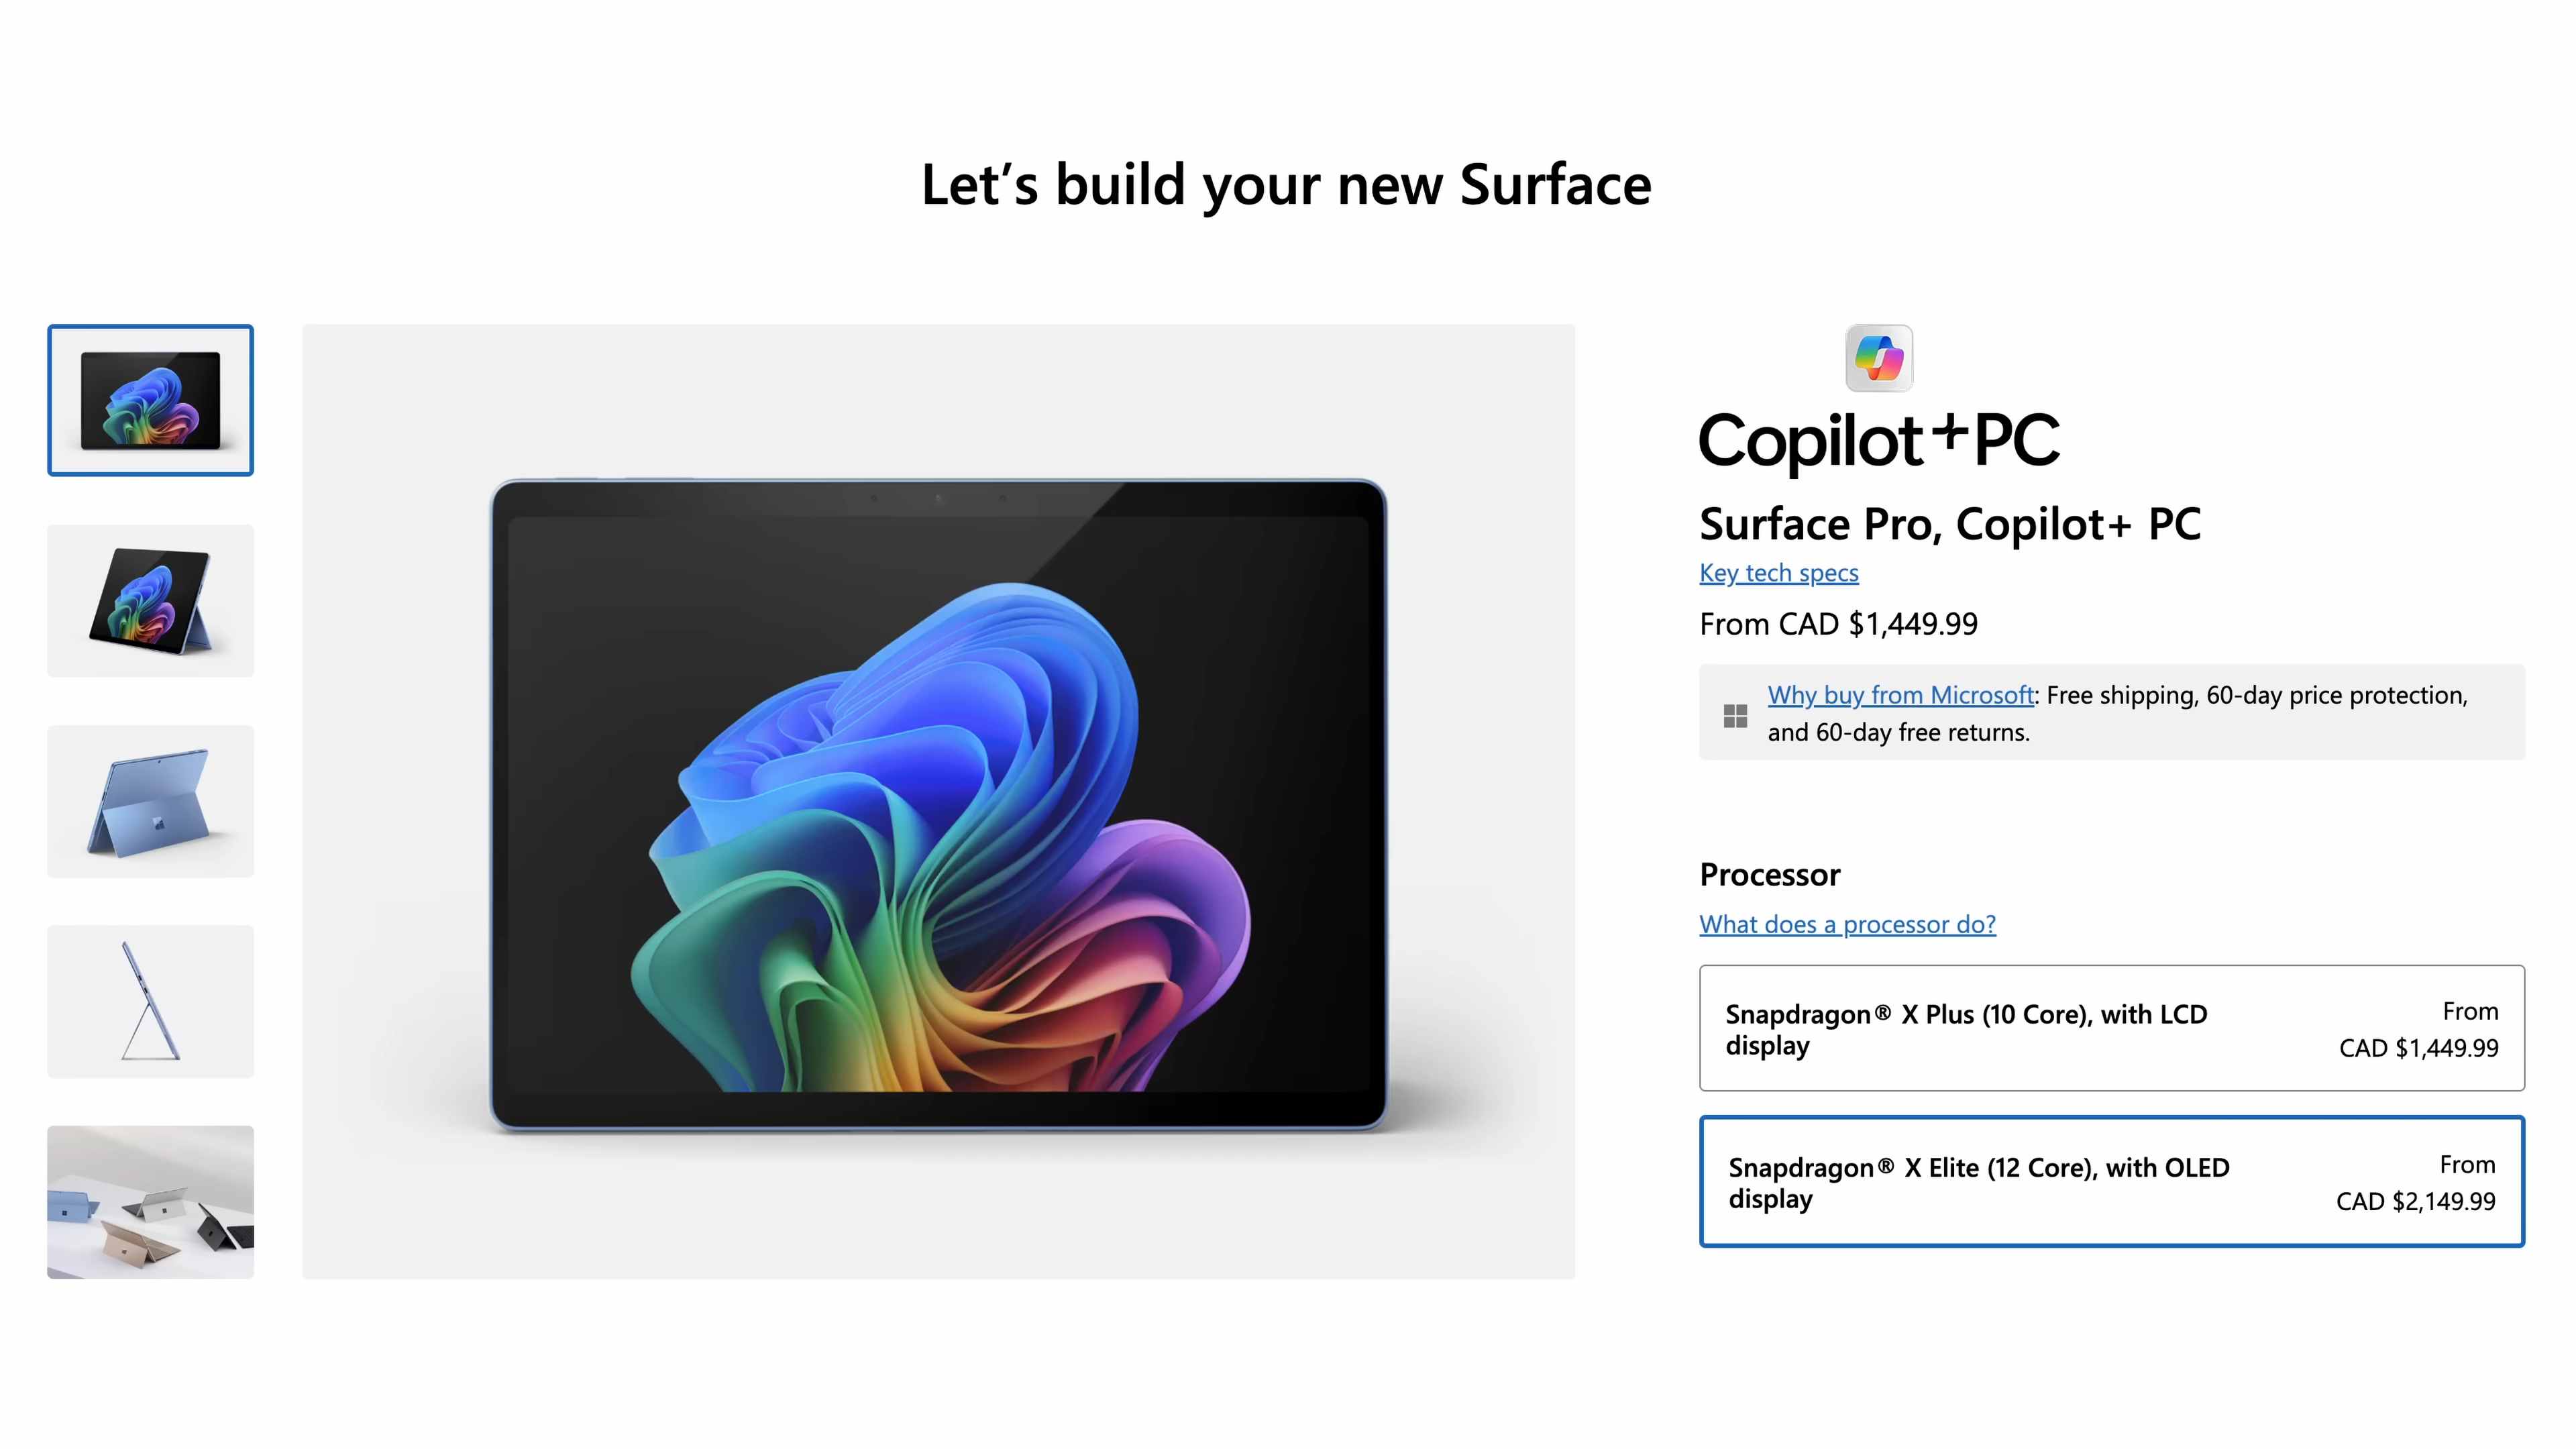 Let’s build your new Surface
Copilot+PC
Surface Pro, Copilot+ PC
Key tech specs
From CAD $1,449.99
Why buy from Microsoft: Free shipping, 60-day price protection,
and 60-day free returns.
Processor
What does a processor do?
Snapdragon® X Plus (10 Core), with LCD
display
From
CAD $1,449.99
Snapdragon® X Elite (12 Core), with OLED
display
From
CAD $2,149.99